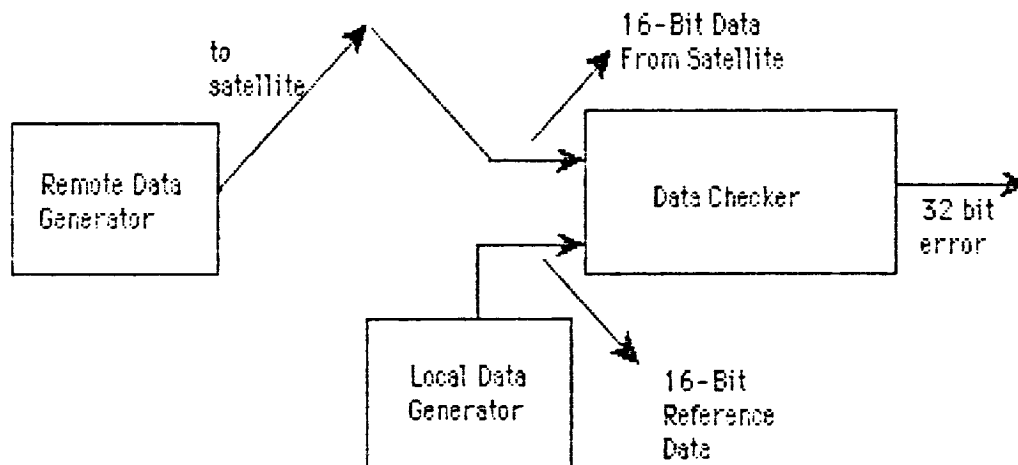 to
satellite
16-Bit Data
From Satellite
Remote Data
Generator
Data Checker
32 bit
error
Local Data
Generator
16-Bit
Reference
Data